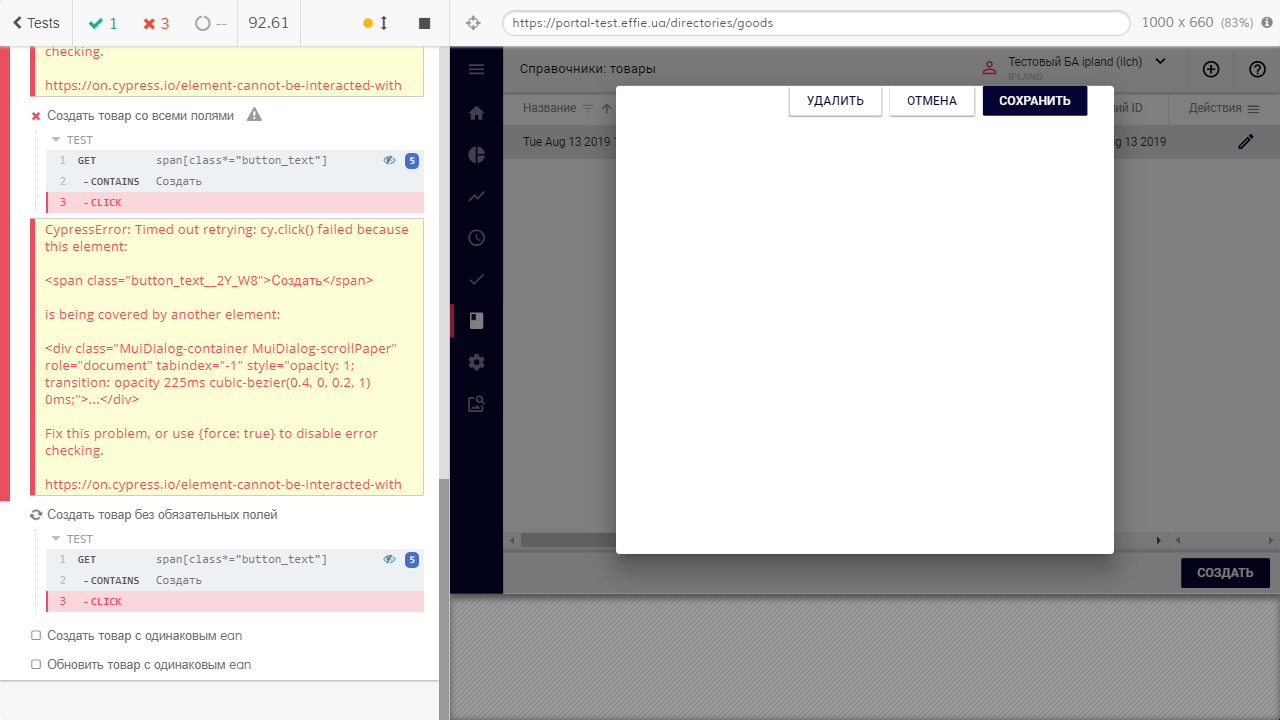 Tests
1
3
--
92.61
https://portal-test.effie.ua/directories/goods
1000 x 660 (83%)
checking.
https://on.cypress.io/element-cannot-be-interacted-with
Создать товар со всеми полями
TEST
1 GET span[class*="button_text"] 5
2 - CONTAINS Создать
3 - CLICK
CypressError: Timed out retrying: cy.click() failed because
this element:
<span class="button_text__2Y_W8">Создать</span>
is being covered by another element:
<div class="MuiDialog-container MuiDialog-scrollPaper"
role="document" tabindex="-1" style="opacity: 1;
transition: opacity 225ms cubic-bezier(0.4, 0, 0.2, 1)
0ms;">...</div>
Fix this problem, or use {force: true} to disable error
checking.
https://on.cypress.io/element-cannot-be-interacted-with
Создать товар без обязательных полей
TEST
1 GET span[class*="button_text"] 5
2 - CONTAINS Создать
3 - CLICK
Создать товар с одинаковым ean
Обновить товар с одинаковым ean
Справочники: товары
Тестовый БА ipland (ilch)
IPLAND
Название
ий ID
Действия
УДАЛИТЬ
ОТМЕНА
СОХРАНИТЬ
Tue Aug 13 2019
g 13 2019
СОЗДАТЬ